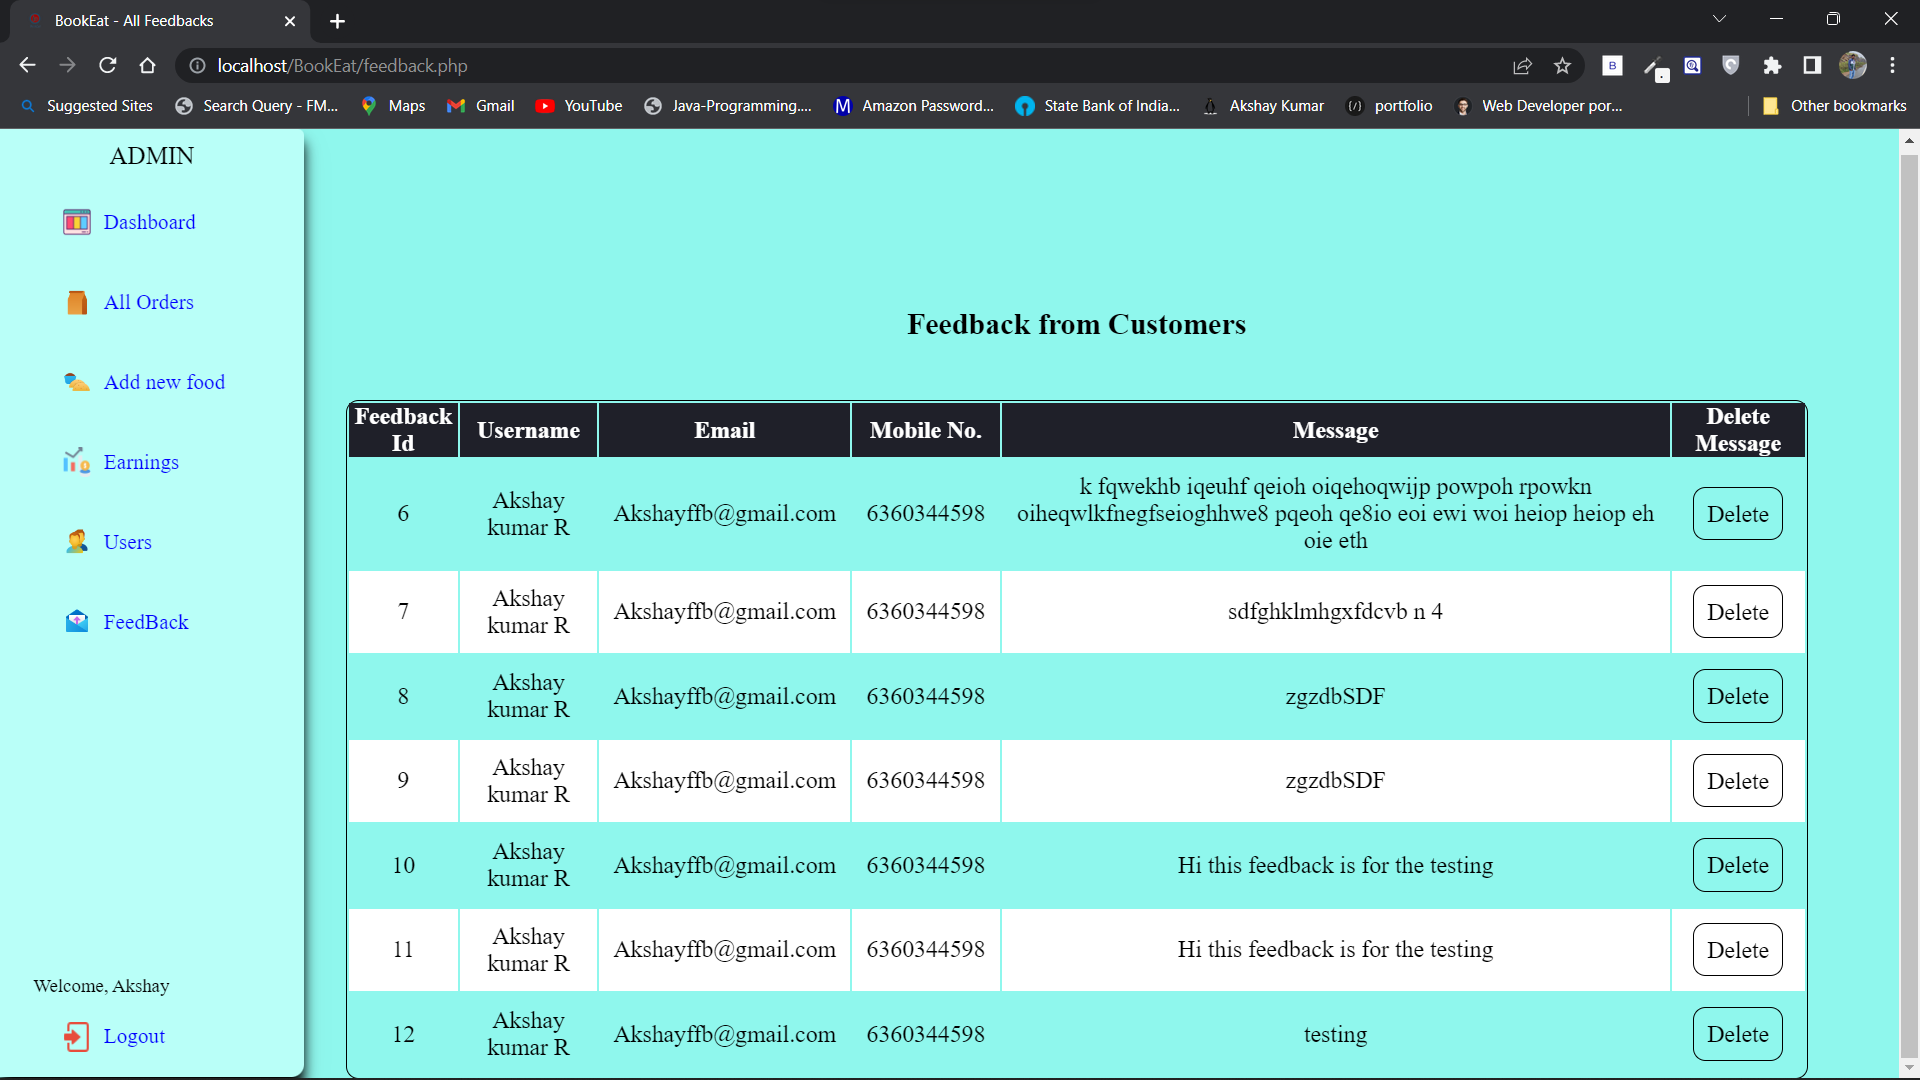 BookEat - All Feedbacks
localhost/BookEat/feedback.php
B
Suggested Sites
Search Query - FM...
Maps
Gmail
YouTube
Java-Programming....
M
Amazon Password...
State Bank of India...
Akshay Kumar
portfolio
Web Developer por...
Other bookmarks
ADMIN
Dashboard
All Orders
Add new food
Earnings
Users
FeedBack
Welcome, Akshay
Logout
Feedback from Customers
Feedback
Id
Username
Email
Mobile No.
Message
Delete
Message
6
Akshay
kumar R
Akshayffb@gmail.com
6360344598
k fqwekhb iqeuhf qeioh oiqehoqwijp powpoh rpowkn
oiheqwlkfnegfseioghhwe8 pqeoh qe8io eoi ewi woi heiop heiop eh
oie eth
Delete
7
Akshay
kumar R
Akshayffb@gmail.com
6360344598
sdfghklmhgxfdcvb n 4
Delete
8
Akshay
kumar R
Akshayffb@gmail.com
6360344598
zgzdbSDF
Delete
9
Akshay
kumar R
Akshayffb@gmail.com
6360344598
zgzdbSDF
Delete
10
Akshay
kumar R
Akshayffb@gmail.com
6360344598
Hi this feedback is for the testing
Delete
11
Akshay
kumar R
Akshayffb@gmail.com
6360344598
Hi this feedback is for the testing
Delete
12
Akshay
kumar R
Akshayffb@gmail.com
6360344598
testing
Delete